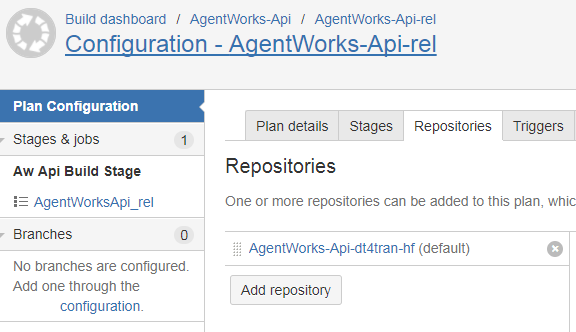 Build dashboard / AgentWorks-Api / AgentWorks-Api-rel
Configuration - AgentWorks-Api-rel
Plan Configuration
Stages & jobs 1
Aw Api Build Stage
AgentWorksApi_rel
Branches 0
No branches are configured.
Add one through the
configuration.
Plan details Stages Repositories Triggers
Repositories
One or more repositories can be added to this plan, whic
AgentWorks-Api-dt4tran-hf (default)
Add repository